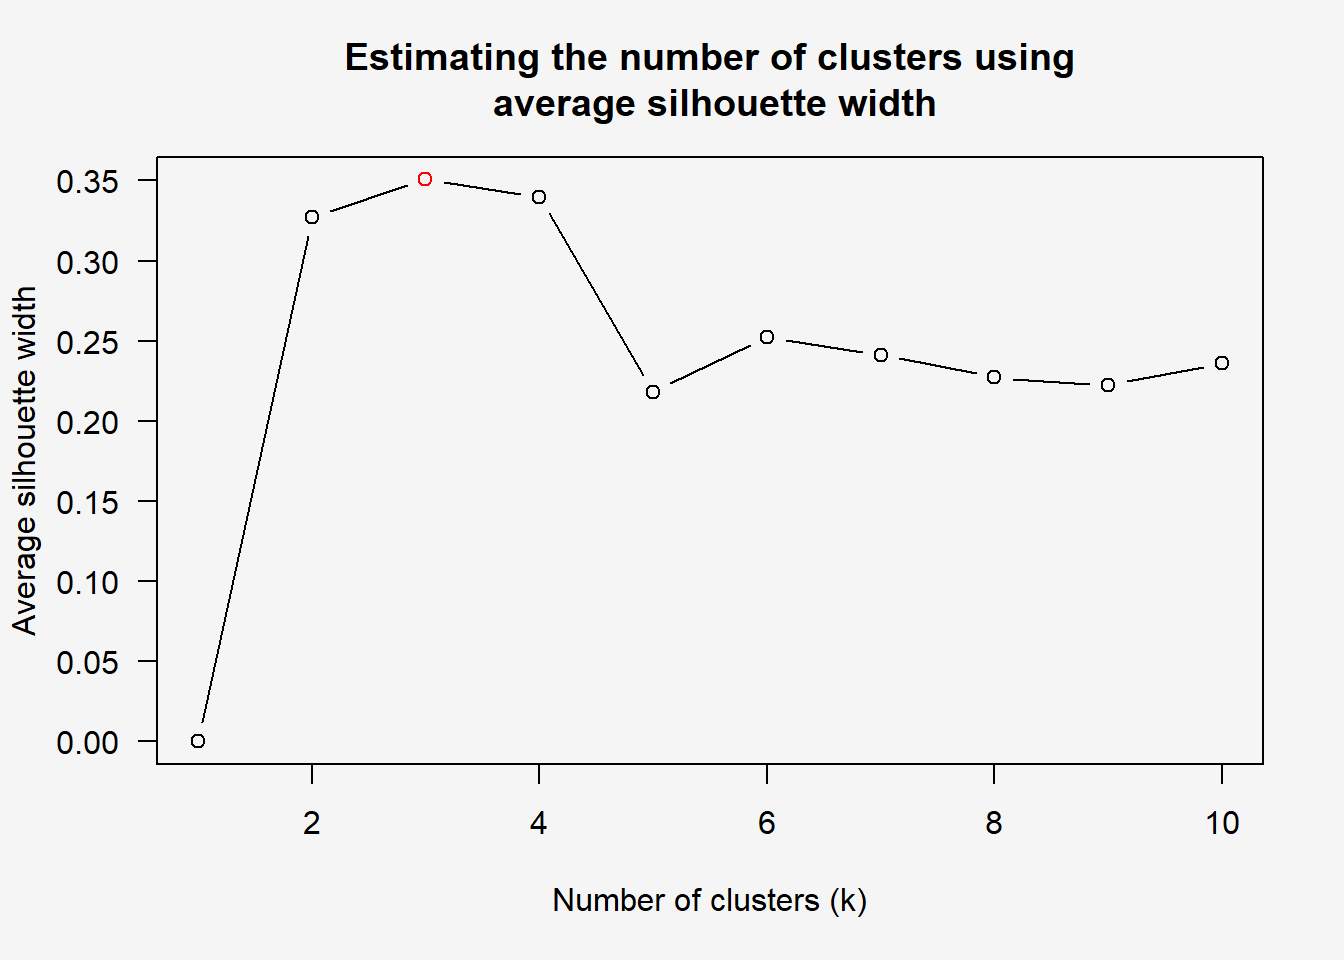 Estimating the number of clusters using
average silhouette width
Average silhouette width
0.35
0.30
0.25
0.20
0.15
0.10
0.05
0.00
2 4 6 8 10
Number of clusters (k)